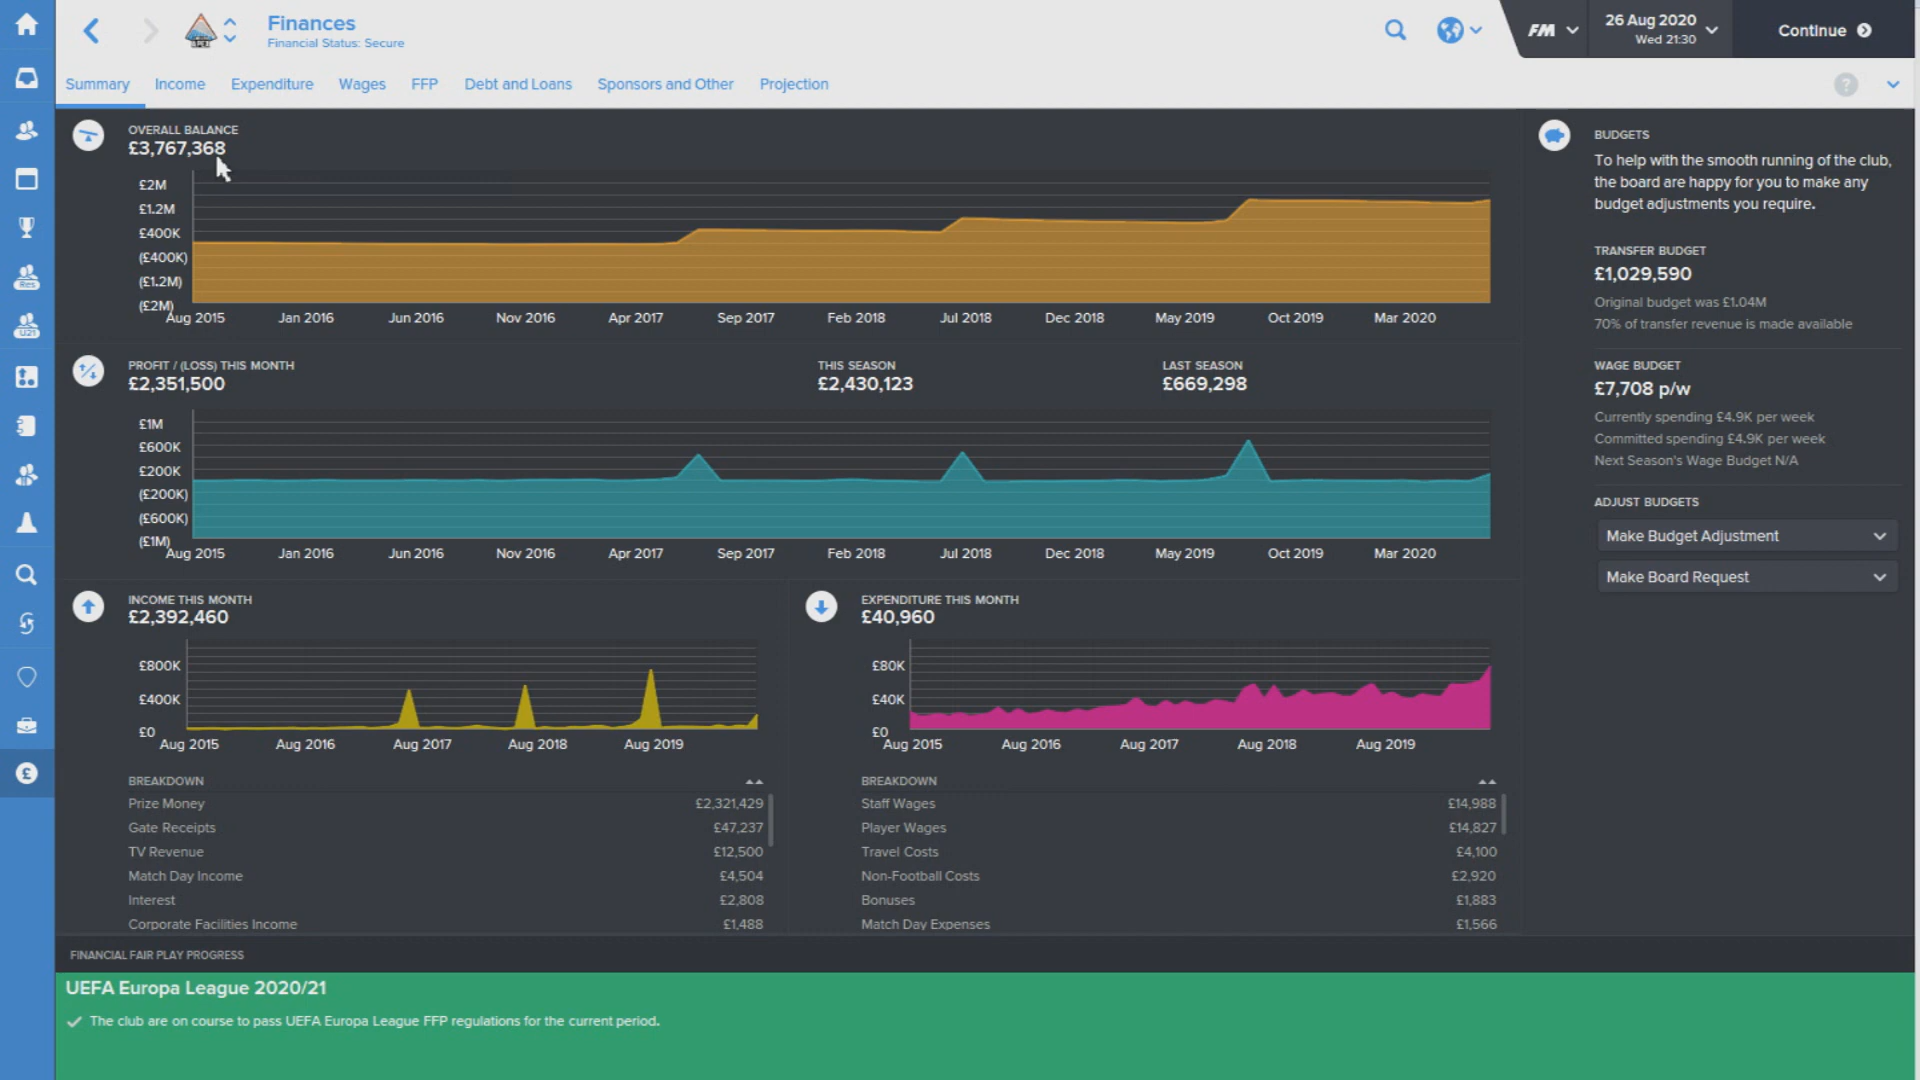 Finances
Financial Status: Secure
FM
26 Aug 2020
Wed 21:30
Continue
Summary Income Expenditure Wages FFP Debt and Loans Sponsors and Other Projection
?
OVERALL BALANCE
£3,767,368
£2M
£1.2M
£400K
(£400K)
(£1.2M)
(£2M)
Aug 2015 Jan 2016 Jun 2016 Nov 2016 Apr 2017 Sep 2017 Feb 2018 Jul 2018 Dec 2018 May 2019 Oct 2019 Mar 2020
PROFIT / (LOSS) THIS MONTH
£2,351,500
THIS SEASON
£2,430,123
LAST SEASON
£669,298
£1M
£600K
£200K
(£200K)
(£600K)
(£1M)
Aug 2015 Jan 2016 Jun 2016 Nov 2016 Apr 2017 Sep 2017 Feb 2018 Jul 2018 Dec 2018 May 2019 Oct 2019 Mar 2020
INCOME THIS MONTH
£2,392,460
£800K
£400K
£0
Aug 2015 Aug 2016 Aug 2017 Aug 2018 Aug 2019
BREAKDOWN
Prize Money £2,321,429
Gate Receipts £47,237
TV Revenue £12,500
Match Day Income £4,504
Interest £2,808
Corporate Facilities Income £1,488
EXPENDITURE THIS MONTH
£40,960
£80K
£40K
£0
Aug 2015 Aug 2016 Aug 2017 Aug 2018 Aug 2019
BREAKDOWN
Staff Wages £14,988
Player Wages £14,827
Travel Costs £4,100
Non-Football Costs £2,920
Bonuses £1,883
Match Day Expenses £1,566
BUDGETS
To help with the smooth running of the club,
the board are happy for you to make any
budget adjustments you require.
TRANSFER BUDGET
£1,029,590
Original budget was £1.04M
70% of transfer revenue is made available
WAGE BUDGET
£7,708 p/w
Currently spending £4.9K per week
Committed spending £4.9K per week
Next Season's Wage Budget N/A
ADJUST BUDGETS
Make Budget Adjustment
Make Board Request
FINANCIAL FAIR PLAY PROGRESS
UEFA Europa League 2020/21
The club are on course to pass UEFA Europa League FFP regulations for the current period.
Res
U21
£